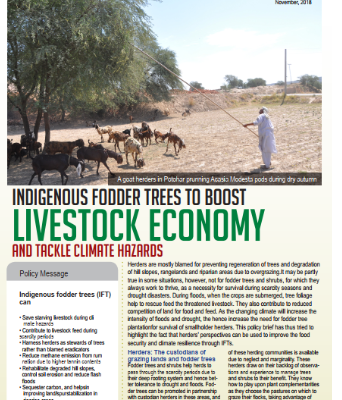 November, 2018
A goat herders in Potohar prunning Acasia Modesta pods during dry autumn
INDIGENOUS FODDER TREES TO BOOST
LIVESTOCK ECONOMY
AND TACKLE CLIMATE HAZARDS
Policy Message
Indigenous fodder trees (IFT)
can
• Save starving livestock during cli
mate hazards
• Contribute to livestock feed during
scarcity periods
• Harness herders as stewards of trees
rather than blamed eradicators
• Reduce methane emission from rum
nation due to higher tannin contents
• Rehabilitate degraded hill slopes,
control soil erosion and reduce flash
floods
• Sequester carbon, and helps in
improving land
Herders are mostly blamed for preventing regeneration of trees and degradation
of hill slopes, rangelands and riparian areas due to overgrazing. It may be partly
true in some situations, however, not for fodder trees and shrubs, for which they
always work to thrive, as a necessity for survival during scarcity seasons and
drought disasters. During floods, when the crops are submerged, tree foliage
help to rescue feed the threatened livestock. They also contribute to reduced
competition of land for food and feed. As the changing climate will increase the
intensity of floods and drought, the hence increase the need for fodder tree
plantation for survival of smallholder herders. This policy brief has thus tried to
highlight the fact that herders' perspectives can be used to improve the food
security and climate resilience through IFTs.
Herders: The custodians of
grazing lands and fodder trees
Fodder trees and shrubs help herds to
pass through the scarcity periods due to
their deep rooting system and hence bet-
ter tolerance to drought and floods. Fod-
der trees can be promoted in partnership
with custodian herders in these areas, and
of these herding communities is available
due to neglect and marginality. These
herders draw on their backlog of observa-
tions and experience to manage trees
and shrubs to their benefit. They knew
how to play upon plant complementarities
as they choose the pastures on which to
graze their flocks, taking advantage of